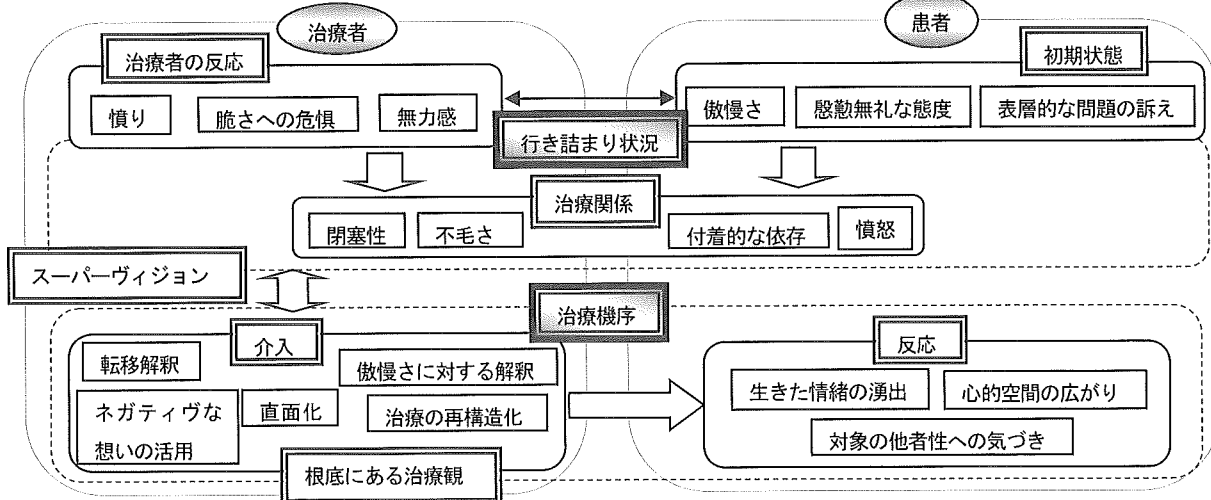 治療者
患者
治療者の反応
初期状態
憤り
脆さへの危惧
無力感
傲慢さ
慇懃無礼な態度
表層的な問題の訴え
行き詰まり状況
治療関係
閉塞性
不毛さ
付着的な依存
憤怒
スーパーヴィジョン
治療機序
介入
反応
転移解釈
傲慢さに対する解釈
生きた情緒の湧出
心的空間の広がり
ネガティヴな
想いの活用
直面化
治療の再構造化
対象の他者性への気づき
根底にある治療観